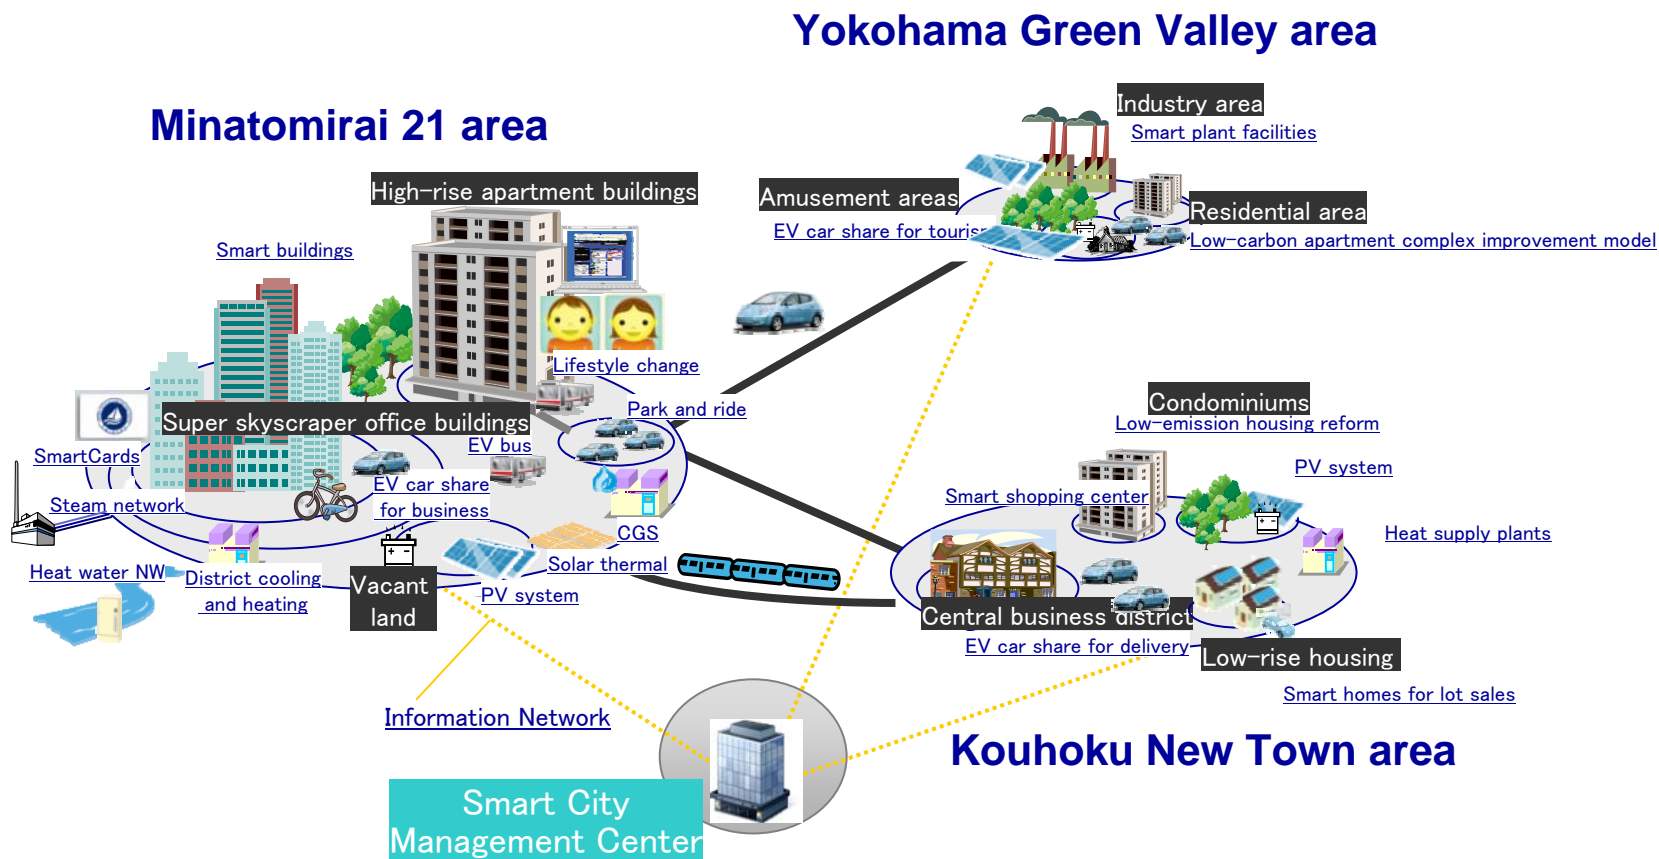 Yokohama Green Valley area
Minatomirai 21 area
Industry area
Smart plant facilities
High-rise apartment buildings
Amusement areas
EV car share for tourism
Residential area
Low-carbon apartment complex improvement model
Smart buildings
Lifestyle change
Park and ride
Super skyscraper office buildings
EV bus
SmartCards
Steam network
EV car share
for business
CGS
Solar thermal
Heat water NW
District cooling
and heating
Vacant
land
PV system
Condominiums
Low-emission housing reform
PV system
Smart shopping center
Heat supply plants
Central business district
EV car share for delivery
Low-rise housing
Smart homes for lot sales
Information Network
Kouhoku New Town area
Smart City
Management Center